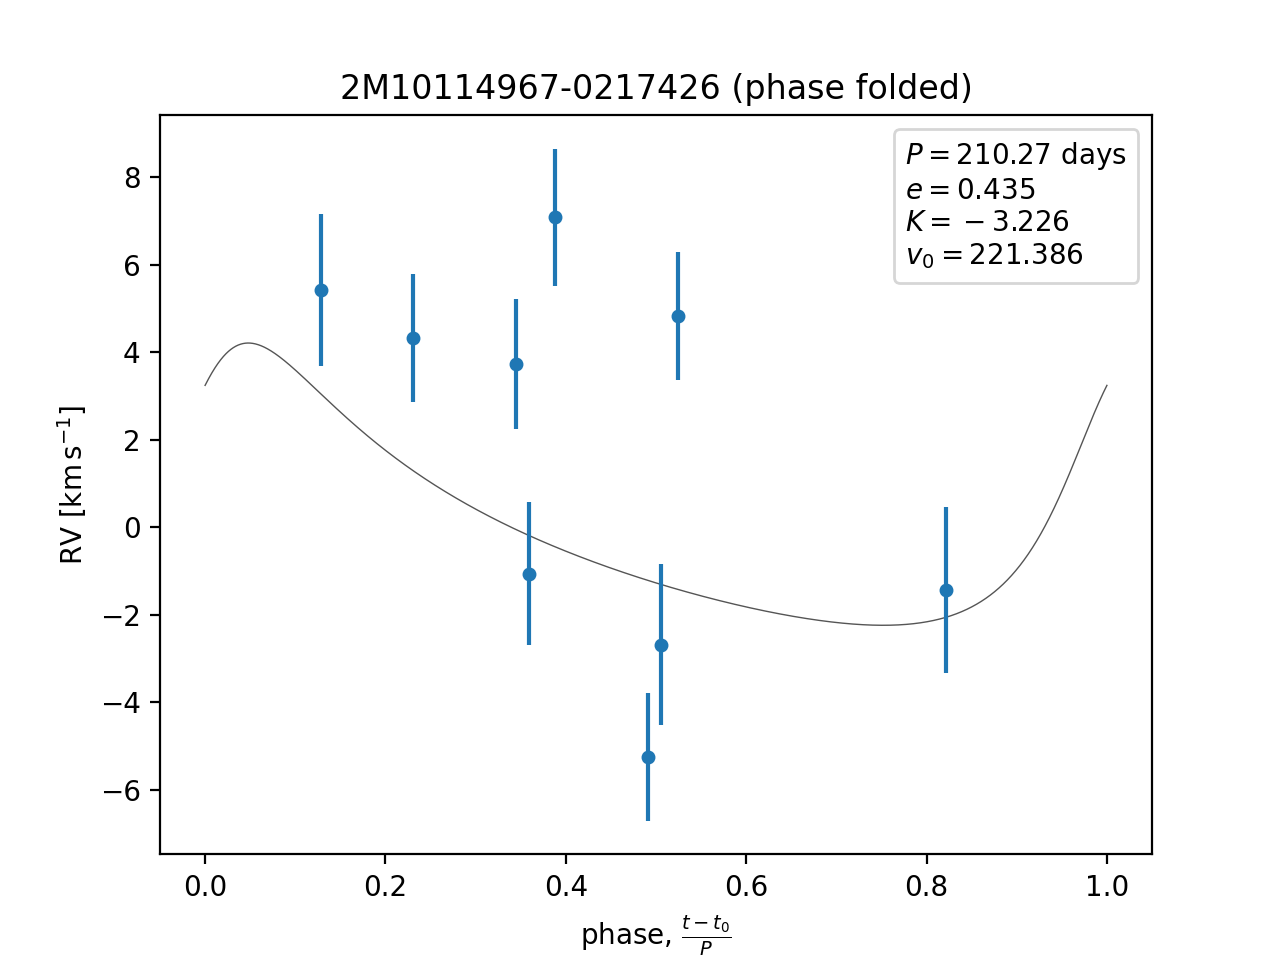 2M10114967-0217426 (phase folded)
P = 210.27 days
e = 0.435
K = −3.226
v₀ = 221.386
RV [km s⁻¹]
8
6
4
2
0
−2
−4
−6
0.0 0.2 0.4 0.6 0.8 1.0
phase, (t − t₀)/P